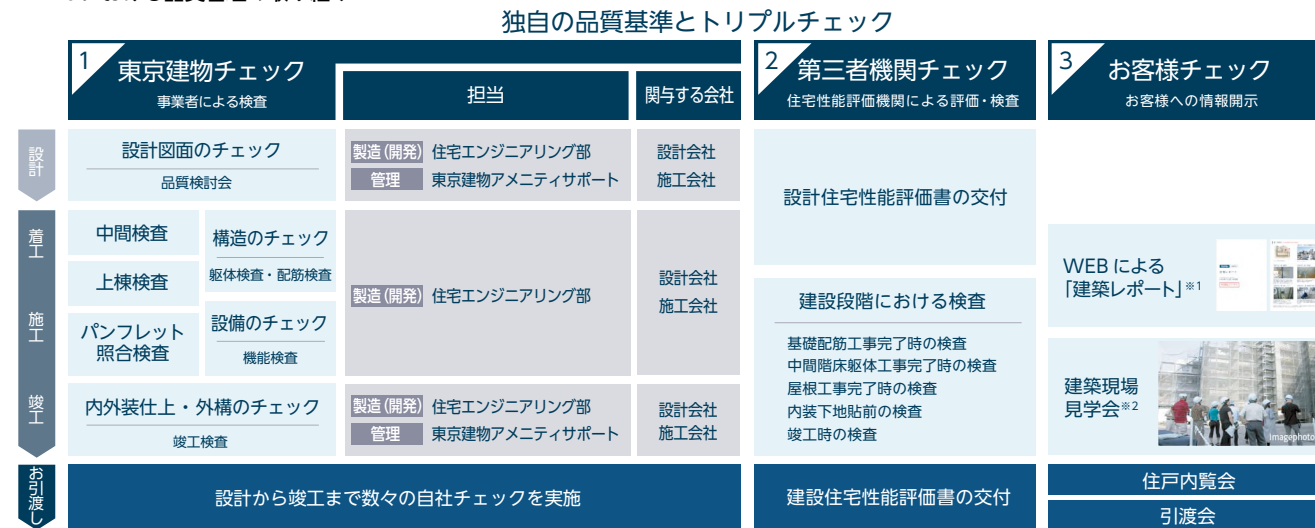 独自の品質基準とトリプルチェック
1
東京建物チェック
事業者による検査
担当
関与する会社
2
第三者機関チェック
住宅性能評価機関による評価・検査
3
お客様チェック
お客様への情報開示
設計
設計図面のチェック
品質検討会
製造(開発) 住宅エンジニアリング部
管理 東京建物アメニティサポート
設計会社
施工会社
設計住宅性能評価書の交付
着工
施工
竣工
中間検査
上棟検査
パンフレット
照合検査
構造のチェック
躯体検査・配筋検査
設備のチェック
機能検査
製造(開発) 住宅エンジニアリング部
設計会社
施工会社
建設段階における検査
基礎配筋工事完了時の検査
中間階床躯体工事完了時の検査
屋根工事完了時の検査
内装下地貼前の検査
竣工時の検査
WEBによる
「建築レポート」※1
建築現場
見学会※2
Imagephoto
内外装仕上・外構のチェック
竣工検査
製造(開発) 住宅エンジニアリング部
管理 東京建物アメニティサポート
設計会社
施工会社
お引渡し
設計から竣工まで数々の自社チェックを実施
建設住宅性能評価書の交付
住戸内覧会
引渡会